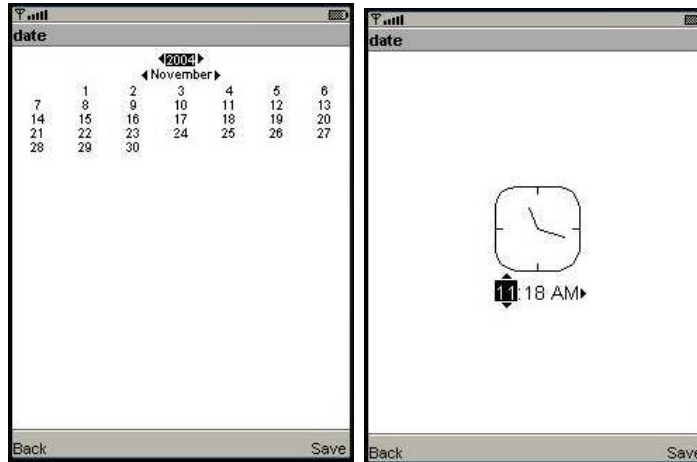 date
2004
November
1 2 3 4 5 6
7 8 9 10 11 12 13
14 15 16 17 18 19 20
21 22 23 24 25 26 27
28 29 30
Back Save
date
11:18 AM
Back Save